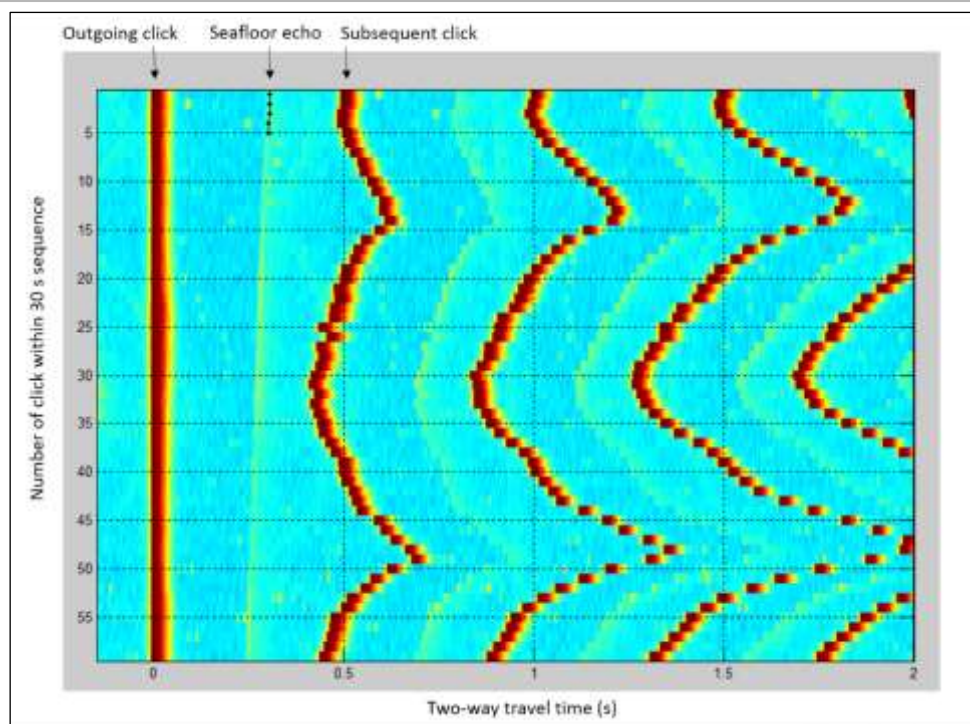 Outgoing click Seafloor echo Subsequent click
5
10
15
20
25
30
35
40
45
50
55
Number of click within 30 s sequence
0 0.5 1 1.5 2
Two-way travel time (s)